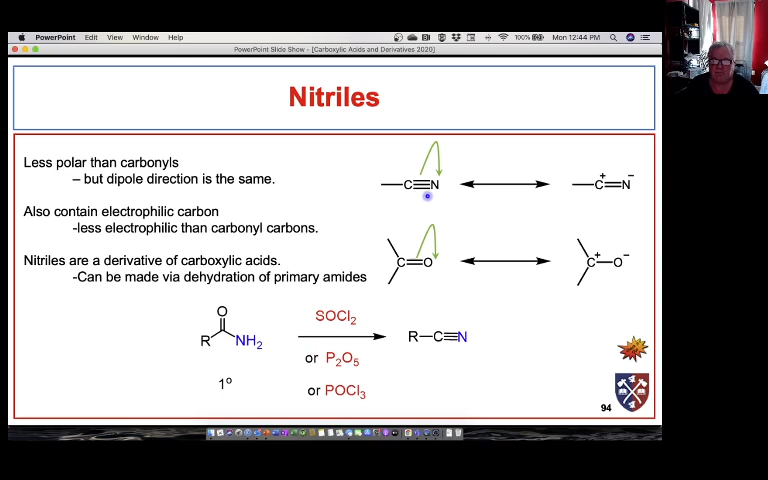 PowerPoint Edit View Window Help 100% Mon 12:44 PM
PowerPoint Slide Show - [Carboxylic Acids and Derivatives 2020]
Nitriles
Less polar than carbonyls
– but dipole direction is the same.
—C≡N
—C=N
+ -
Also contain electrophilic carbon
-less electrophilic than carbonyl carbons.
Nitriles are a derivative of carboxylic acids.
-Can be made via dehydration of primary amides
C=O
C—O
+ -
O
R NH2
1o
SOCl2
or P2O5
or POCl3
R—C≡N
94